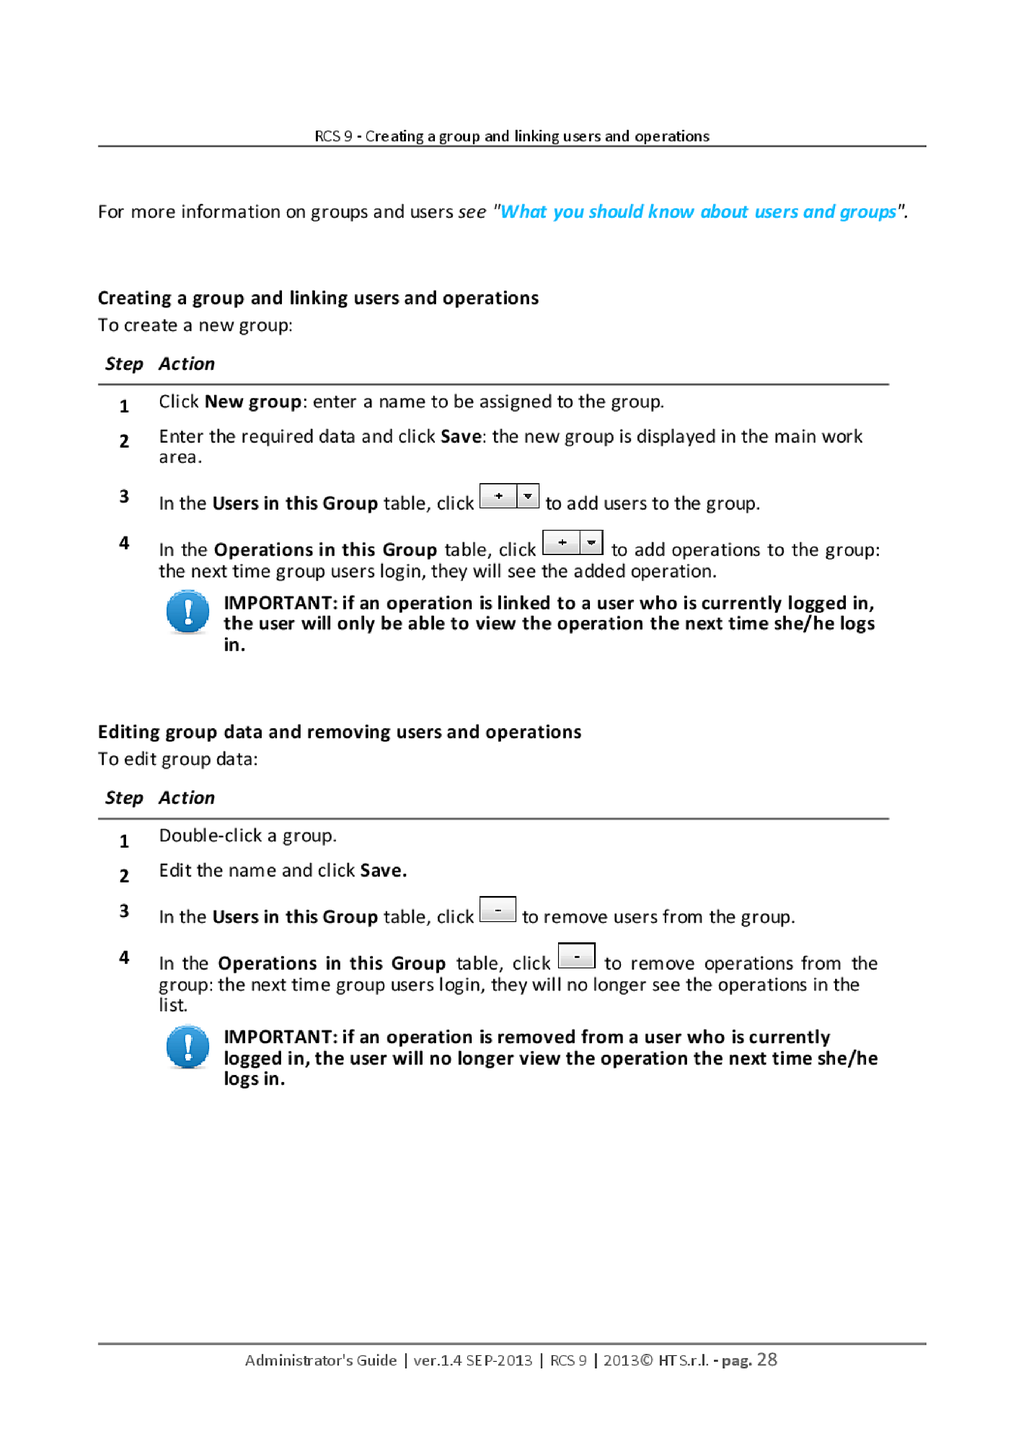 RCS 9 - Creating a group and linking users and operations
For more information on groups and users see "What you should know about users and groups".
Creating a group and linking users and operations
To create a new group:
Step Action
1 Click New group: enter a name to be assigned to the group.
2 Enter the required data and click Save: the new group is displayed in the main work
area.
3 In the Users in this Group table, click + to add users to the group.
4 In the Operations in this Group table, click + to add operations to the group:
the next time group users login, they will see the added operation.
IMPORTANT: if an operation is linked to a user who is currently logged in,
the user will only be able to view the operation the next time she/he logs
in.
Editing group data and removing users and operations
To edit group data:
Step Action
1 Double-click a group.
2 Edit the name and click Save.
3 In the Users in this Group table, click - to remove users from the group.
4 In the Operations in this Group table, click - to remove operations from the
group: the next time group users login, they will no longer see the operations in the
list.
IMPORTANT: if an operation is removed from a user who is currently
logged in, the user will no longer view the operation the next time she/he
logs in.
Administrator's Guide | ver.1.4 SEP-2013 | RCS 9 | 2013© HT S.r.l. - pag. 28